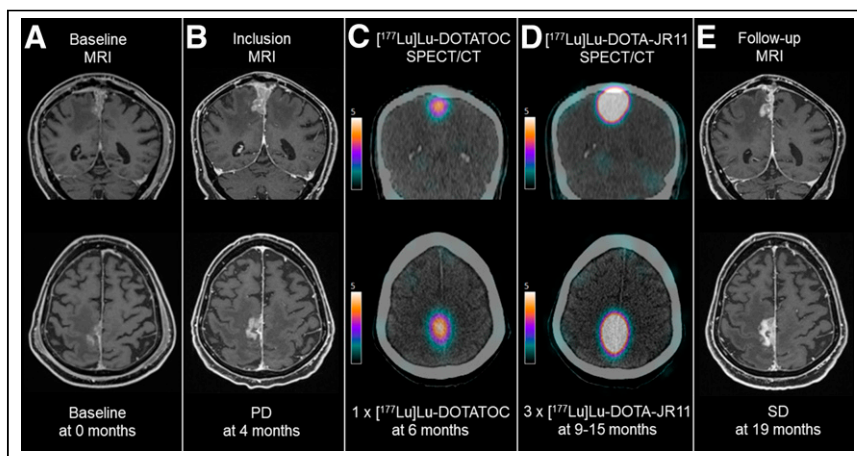 A
Baseline
MRI
B
Inclusion
MRI
C
[¹⁷⁷Lu]Lu-DOTATOC
SPECT/CT
D
[¹⁷⁷Lu]Lu-DOTA-JR11
SPECT/CT
E
Follow-up
MRI
5
5
5
5
Baseline
at 0 months
PD
at 4 months
1 x [¹⁷⁷Lu]Lu-DOTATOC
at 6 months
3 x [¹⁷⁷Lu]Lu-DOTA-JR11
at 9-15 months
SD
at 19 months